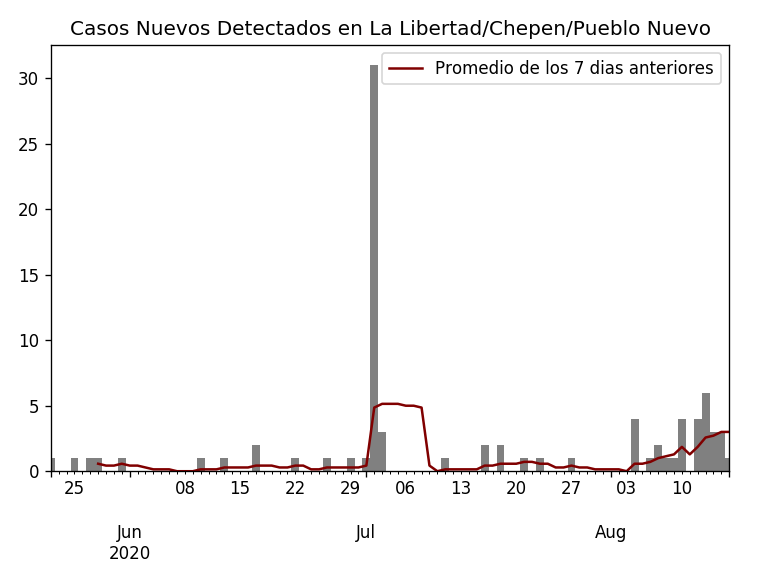 Casos Nuevos Detectados en La Libertad/Chepen/Pueblo Nuevo
Promedio de los 7 dias anteriores
30
25
20
15
10
5
0
25 08 15 22 29 06 13 20 27 03 10
Jun Jul Aug
2020